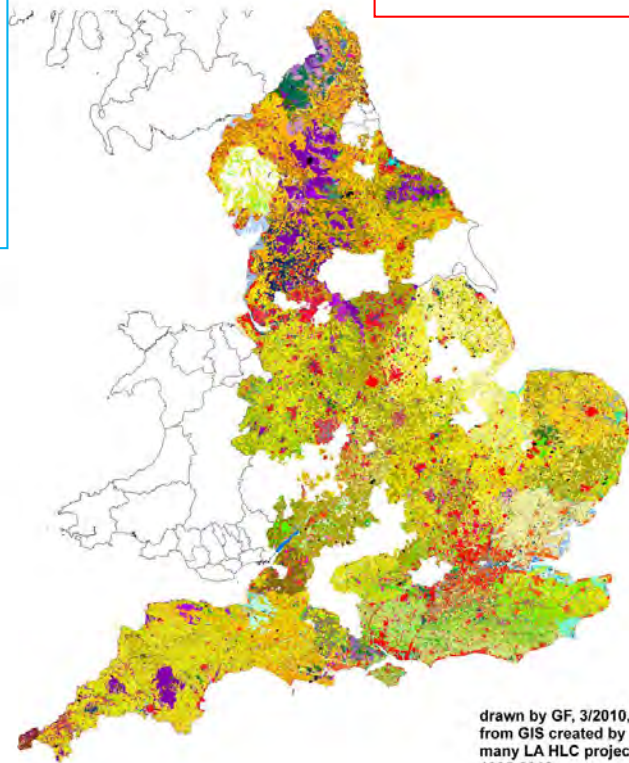 drawn by GF, 3/2010,
from GIS created by
many LA HLC projec